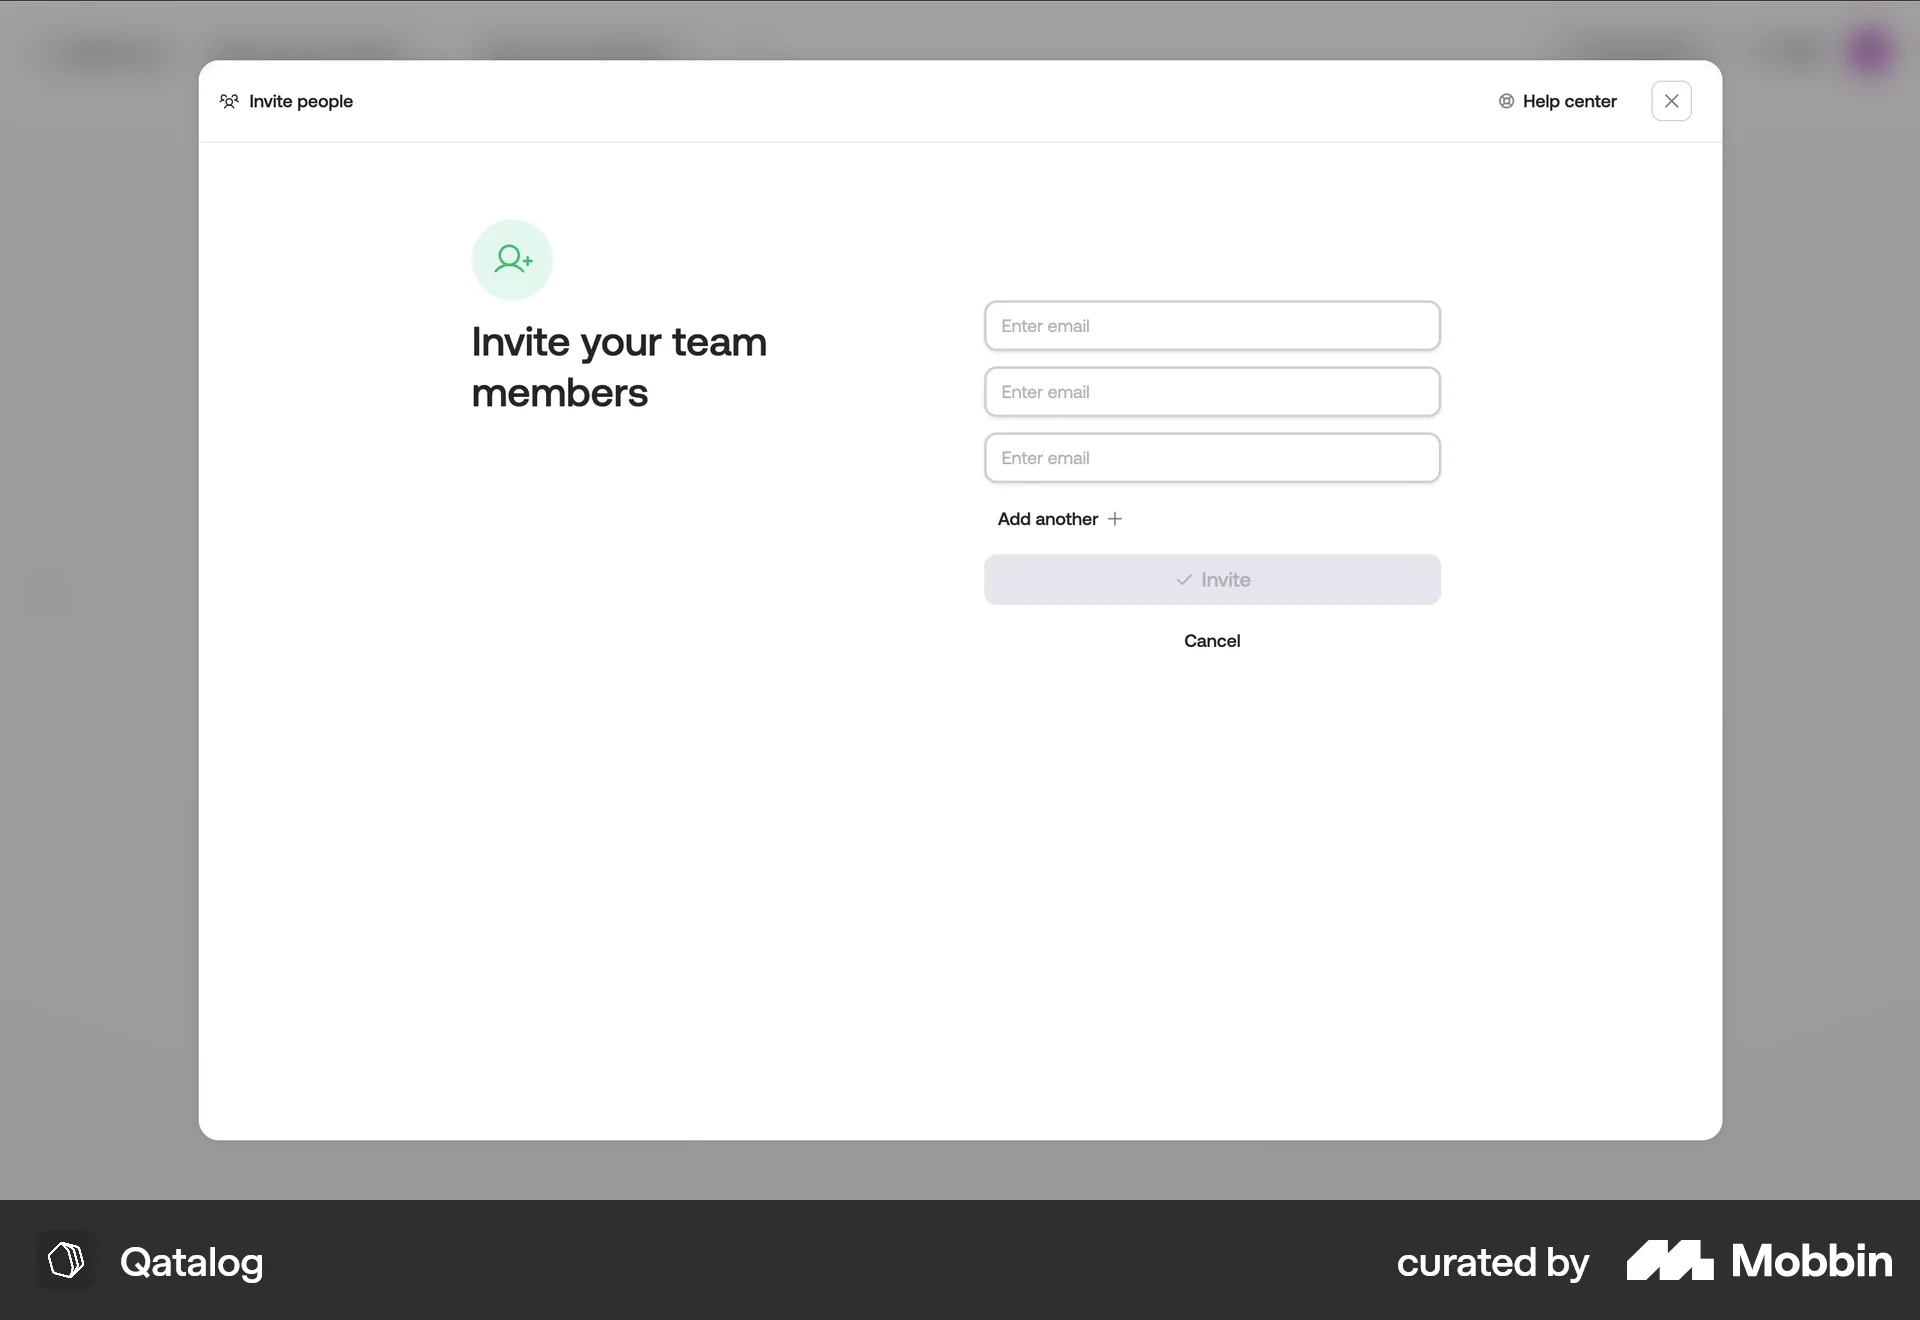 Invite people
Help center
Invite your team
members
Enter email
Enter email
Enter email
Add another
Invite
Cancel
Qatalog
curated by
Mobbin